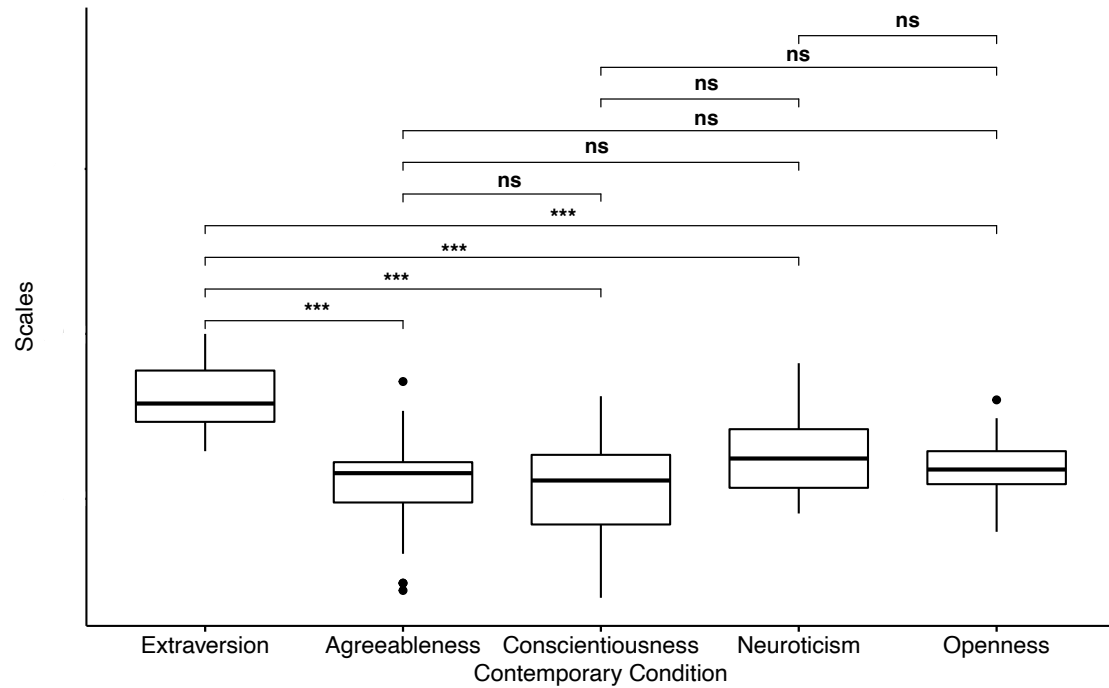 ns
ns
ns
ns
ns
ns
***
***
***
***
Scales
Extraversion Agreeableness Conscientiousness Neuroticism Openness
Contemporary Condition